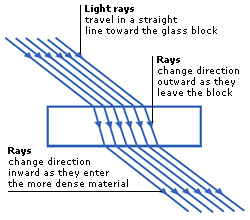 Light rays
travel in a straight
line toward the glass block
Rays
change direction
outward as they
leave the block
Rays
change direction
inward as they enter
the more dense material